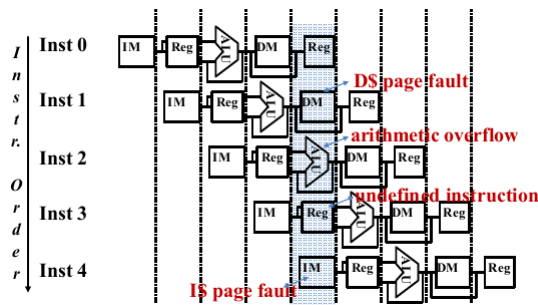 Instr. Order
Inst 0
IM
Reg
ALU
DM
Reg
Inst 1
IM
Reg
ALU
DM
Reg
D$ page fault
Inst 2
IM
Reg
ALU
DM
Reg
arithmetic overflow
Inst 3
IM
Reg
ALU
DM
Reg
undefined instruction
Inst 4
IM
Reg
ALU
DM
Reg
I$ page fault